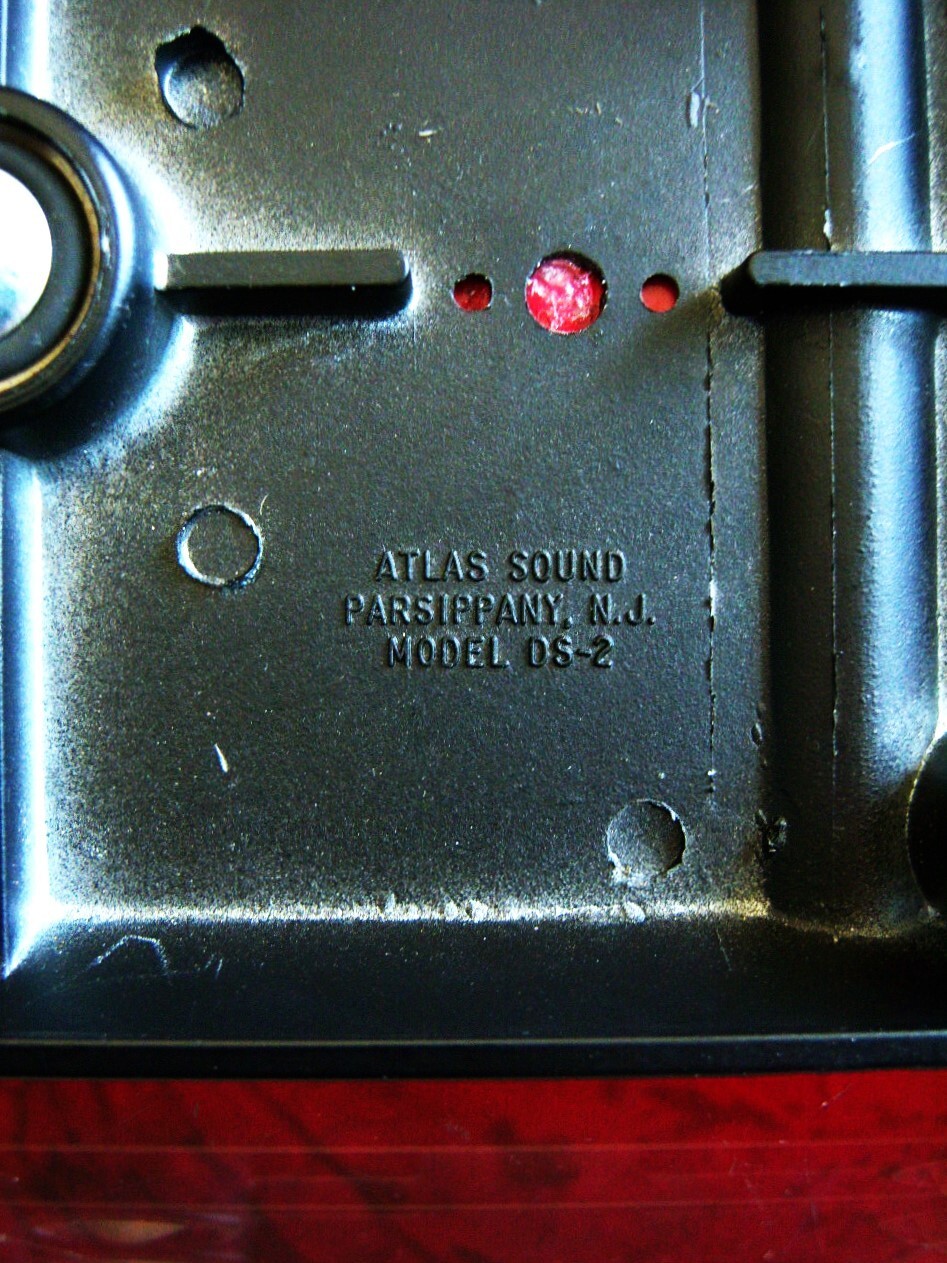 ATLAS SOUND
PARSIPPANY, N.J.
MODEL DS-2